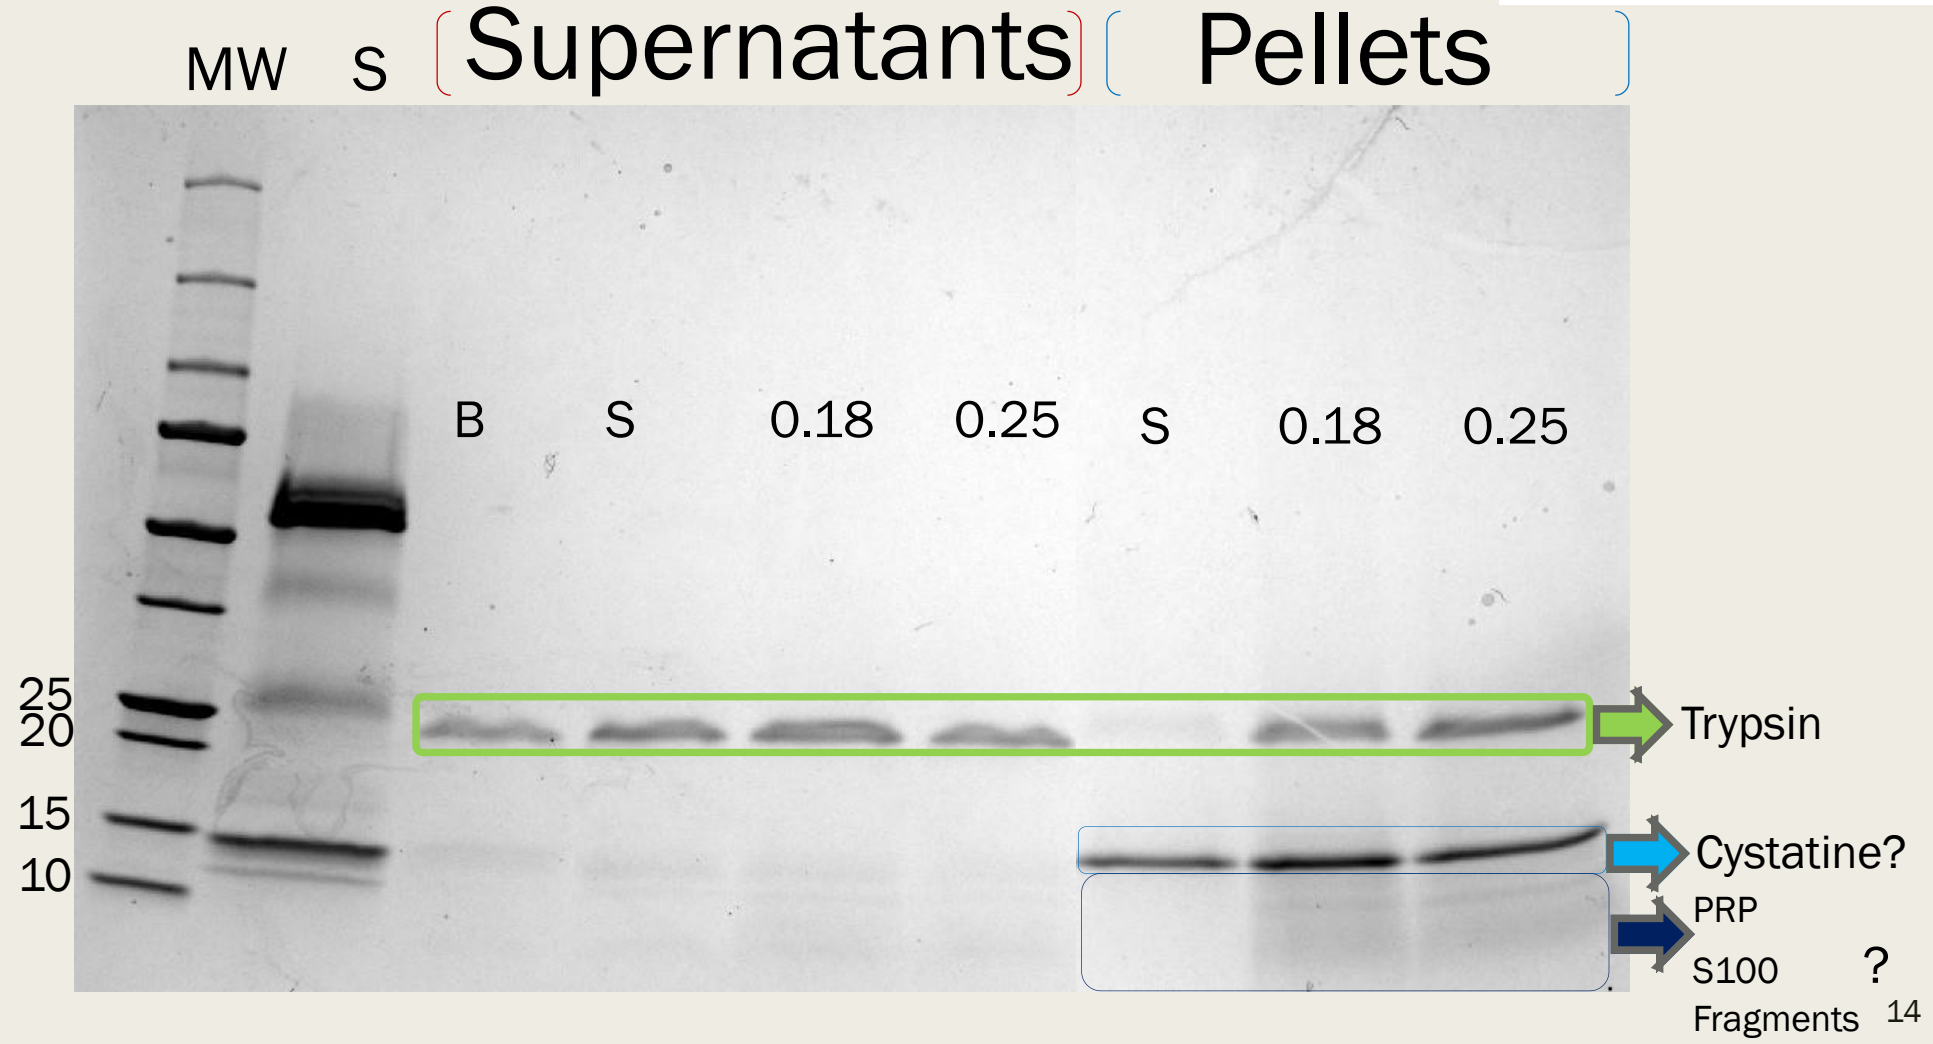 MW S Supernatants Pellets
B S 0.18 0.25 S 0.18 0.25
25
20
15
10
Trypsin
Cystatine?
PRP
S100 ?
Fragments 14